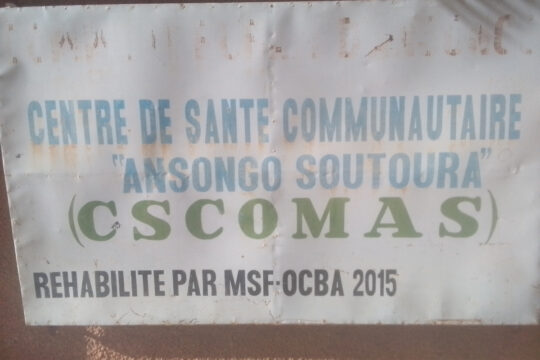 CENTRE DE SANTE COMMUNAUTAIRE
"ANSONGO SOUTOURA"
(CSCOMAS)
REHABILITE PAR MSF-OCBA 2015